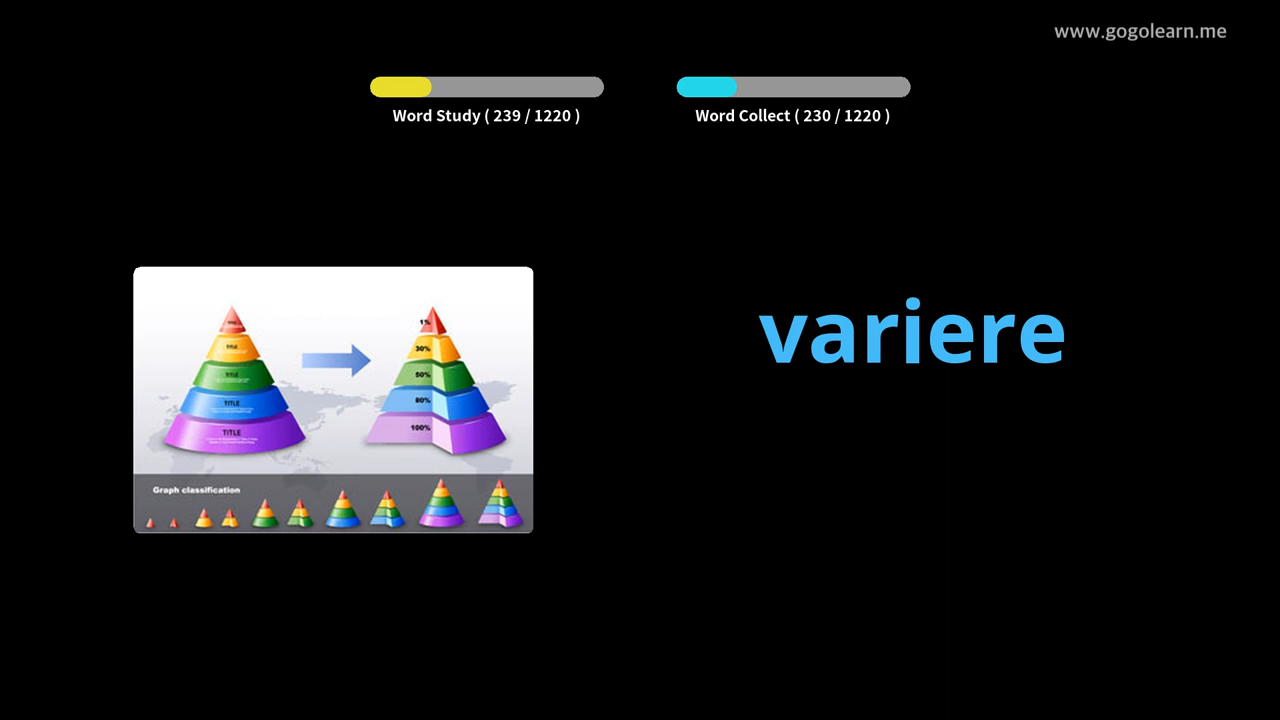 www.gogolearn.me
Word Study ( 239 / 1220 )
Word Collect ( 230 / 1220 )
variere
TITLE
TITLE
TITLE
TITLE
1%
30%
50%
80%
100%
Graph classification